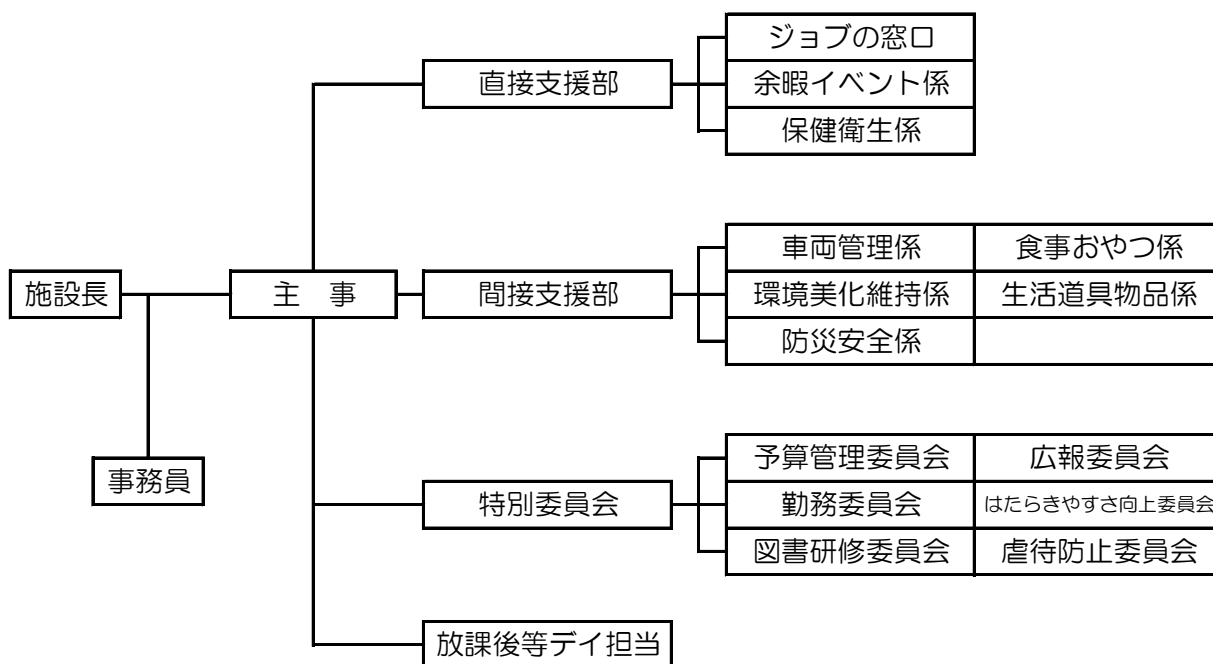 ジョブの窓口
直接支援部
余暇イベント係
保健衛生係
車両管理係
食事おやつ係
施設長
主　事
間接支援部
環境美化維持係
生活道具物品係
防災安全係
事務員
予算管理委員会
広報委員会
特別委員会
勤務委員会
はたらきやすさ向上委員会
図書研修委員会
虐待防止委員会
放課後等デイ担当